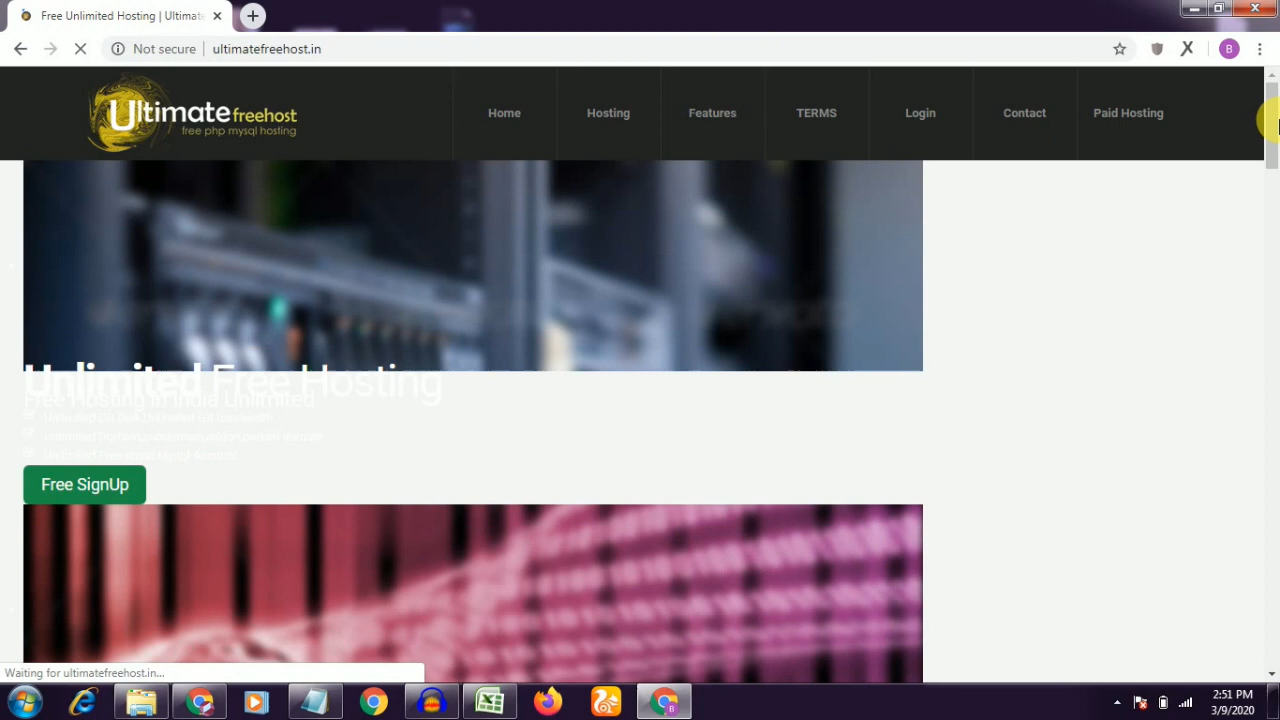 Free Unlimited Hosting | Ultimat
Not secure
ultimatefreehost.in
B
Ultimate freehost
free php mysql hosting
Home
Hosting
Features
TERMS
Login
Contact
Paid Hosting
Unlimited Free Hosting
Free Hosting in India Unlimited
Free SignUp
Waiting for ultimatefreehost.in...
2:51 PM
3/9/2020